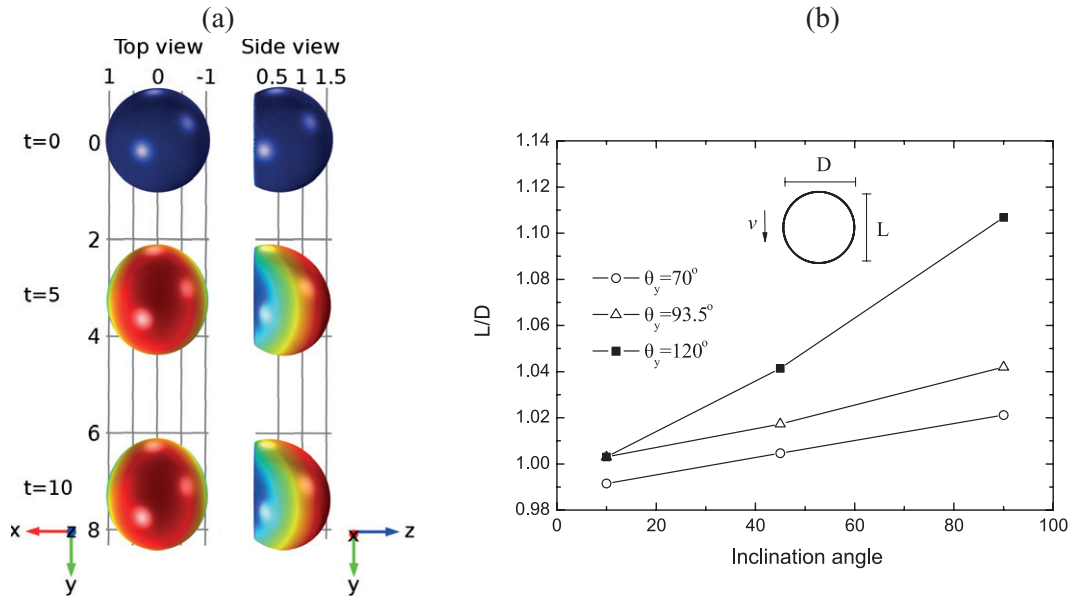 (a)
(b)
Top view Side view
1 0 -1 0.5 1 1.5
t=0 0
2
t=5
4
6
t=10
8
x z y
x z y
1.14
1.12
1.10
1.08
1.06
1.04
1.02
1.00
0.98
L/D
D
v
L
θy=70°
θy=93.5°
θy=120°
0 20 40 60 80 100
Inclination angle